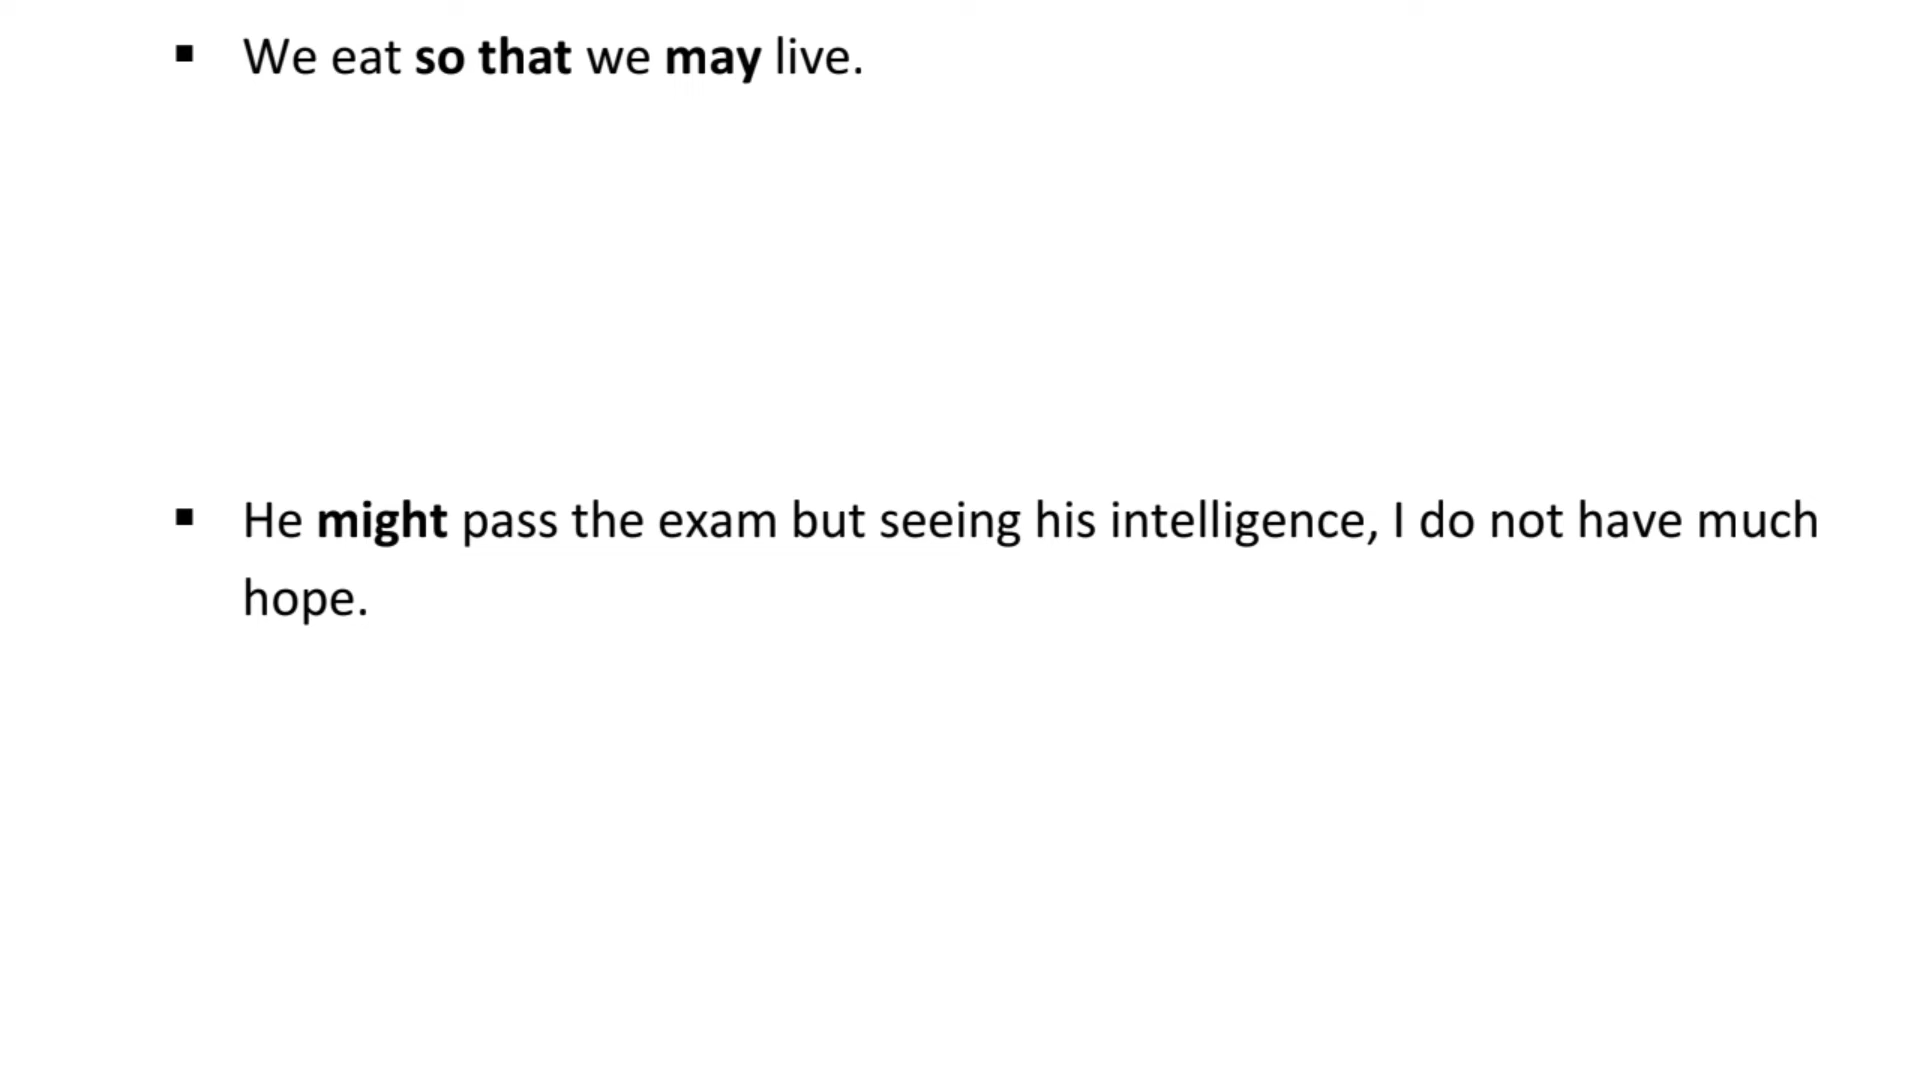 ▪ We eat so that we may live.
▪ He might pass the exam but seeing his intelligence, I do not have much
hope.